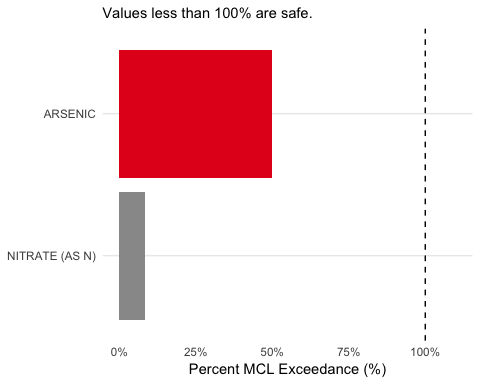 Values less than 100% are safe.
ARSENIC
NITRATE (AS N)
0% 25% 50% 75% 100%
Percent MCL Exceedance (%)